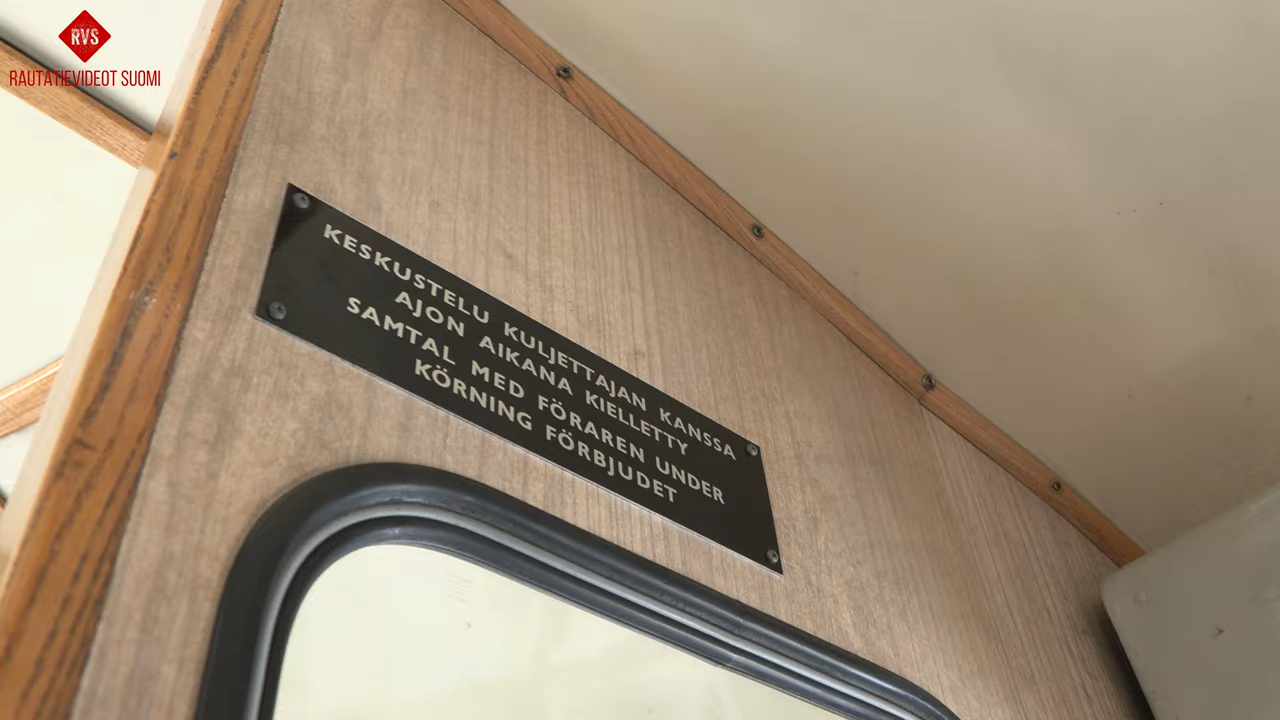 RVS
RAUTATIEVIDEOT SUOMI
KESKUSTELU KULJETTAJAN KANSSA
AJON AIKANA KIELLETTY
SAMTAL MED FÖRAREN UNDER
KÖRNING FÖRBJUDET